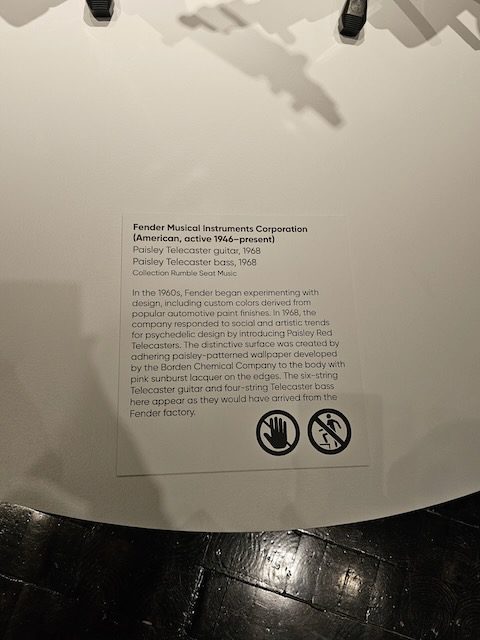 Fender Musical Instruments Corporation
(American, active 1946–present)
Paisley Telecaster guitar, 1968
Paisley Telecaster bass, 1968
Collection Rumble Seat Music
In the 1960s, Fender began experimenting with
design, including custom colors derived from
popular automotive paint finishes. In 1968, the
company responded to social and artistic trends
for psychedelic design by introducing Paisley Red
Telecasters. The distinctive surface was created by
adhering paisley-patterned wallpaper developed
by the Borden Chemical Company to the body with
pink sunburst lacquer on the edges. The six-string
Telecaster guitar and four-string Telecaster bass
here appear as they would have arrived from the
Fender factory.